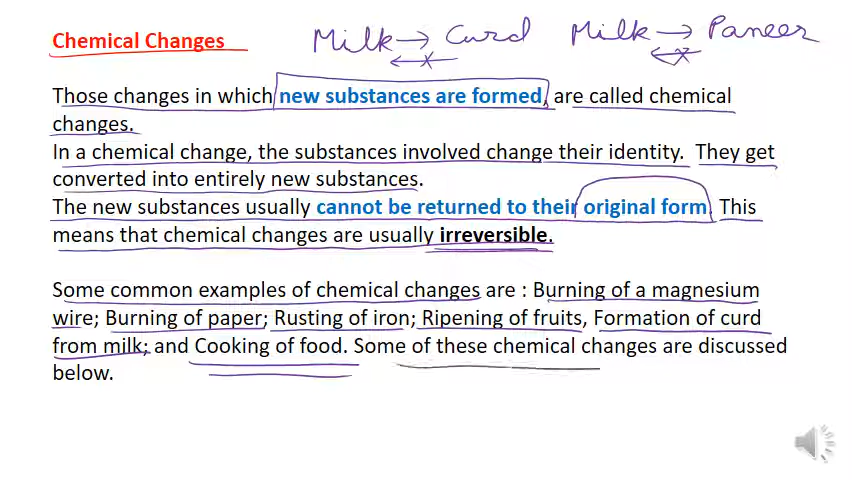 Chemical Changes Milk → Curd Milk → Paneer
Those changes in which new substances are formed, are called chemical
changes.
In a chemical change, the substances involved change their identity. They get
converted into entirely new substances.
The new substances usually cannot be returned to their original form. This
means that chemical changes are usually irreversible.
Some common examples of chemical changes are : Burning of a magnesium
wire; Burning of paper; Rusting of iron; Ripening of fruits, Formation of curd
from milk; and Cooking of food. Some of these chemical changes are discussed
below.